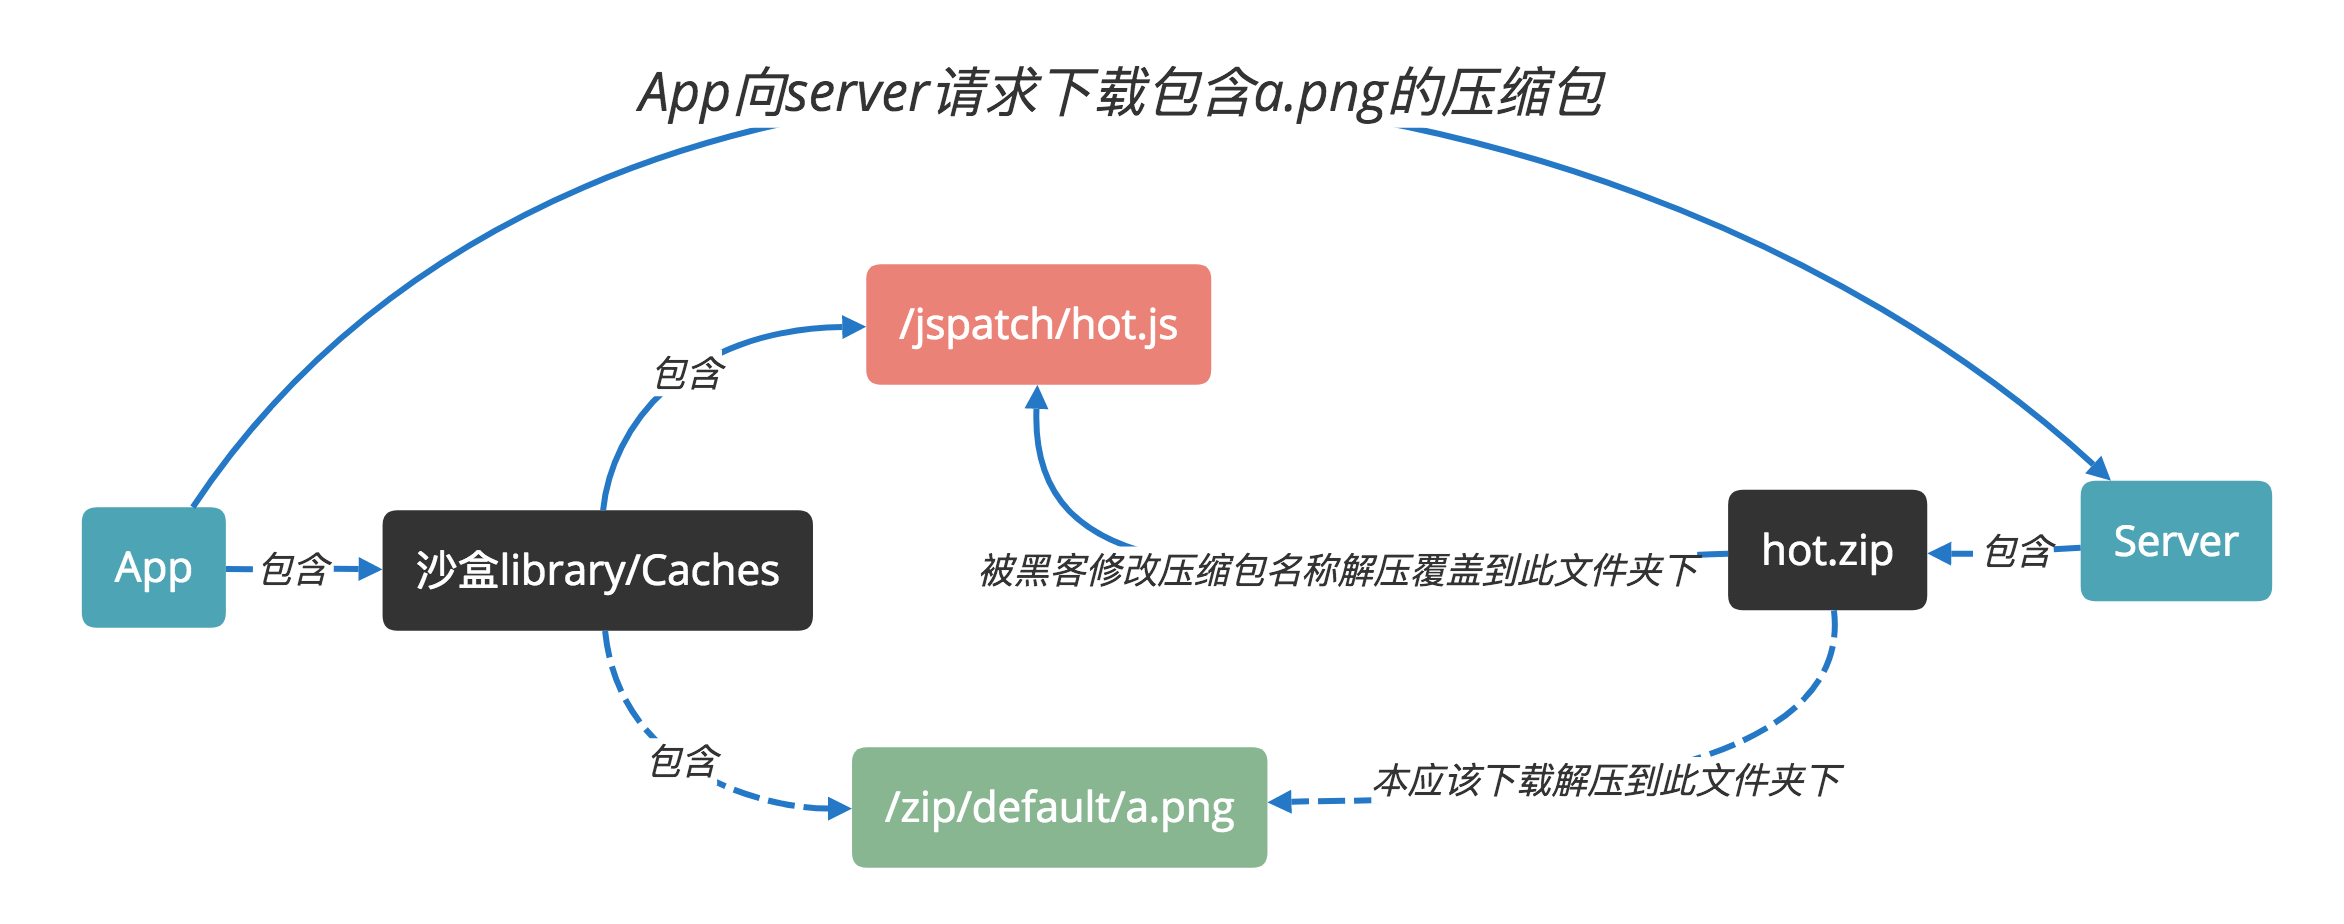 App向server请求下载包含a.png的压缩包
/jspatch/hot.js
包含
App
包含
沙盒library/Caches
被黑客修改压缩包名称解压覆盖到此文件夹下
hot.zip
包含
Server
包含
/zip/default/a.png
本应该下载解压到此文件夹下